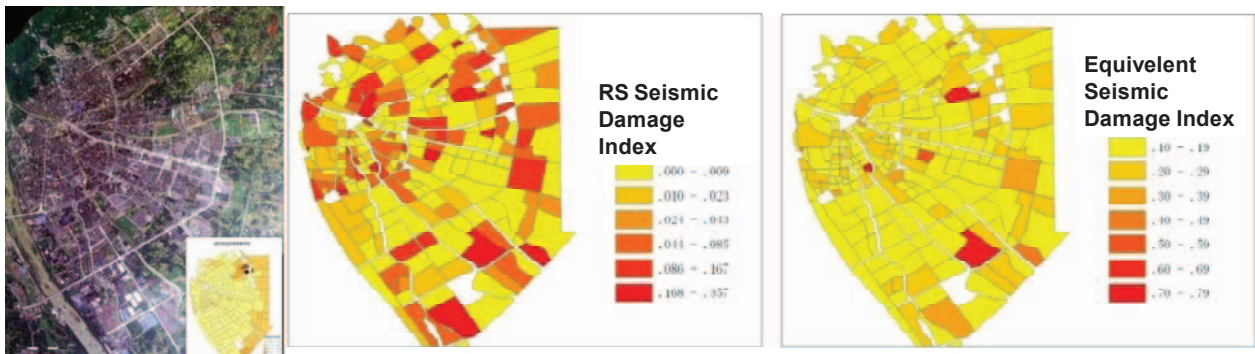 RS Seismic
Damage
Index
.000 - .009
.010 - .023
.024 - .043
.044 - .085
.086 - .167
.168 - .357
Equivelent
Seismic
Damage Index
.10 - .19
.20 - .29
.30 - .39
.40 - .49
.50 - .59
.60 - .69
.70 - .79